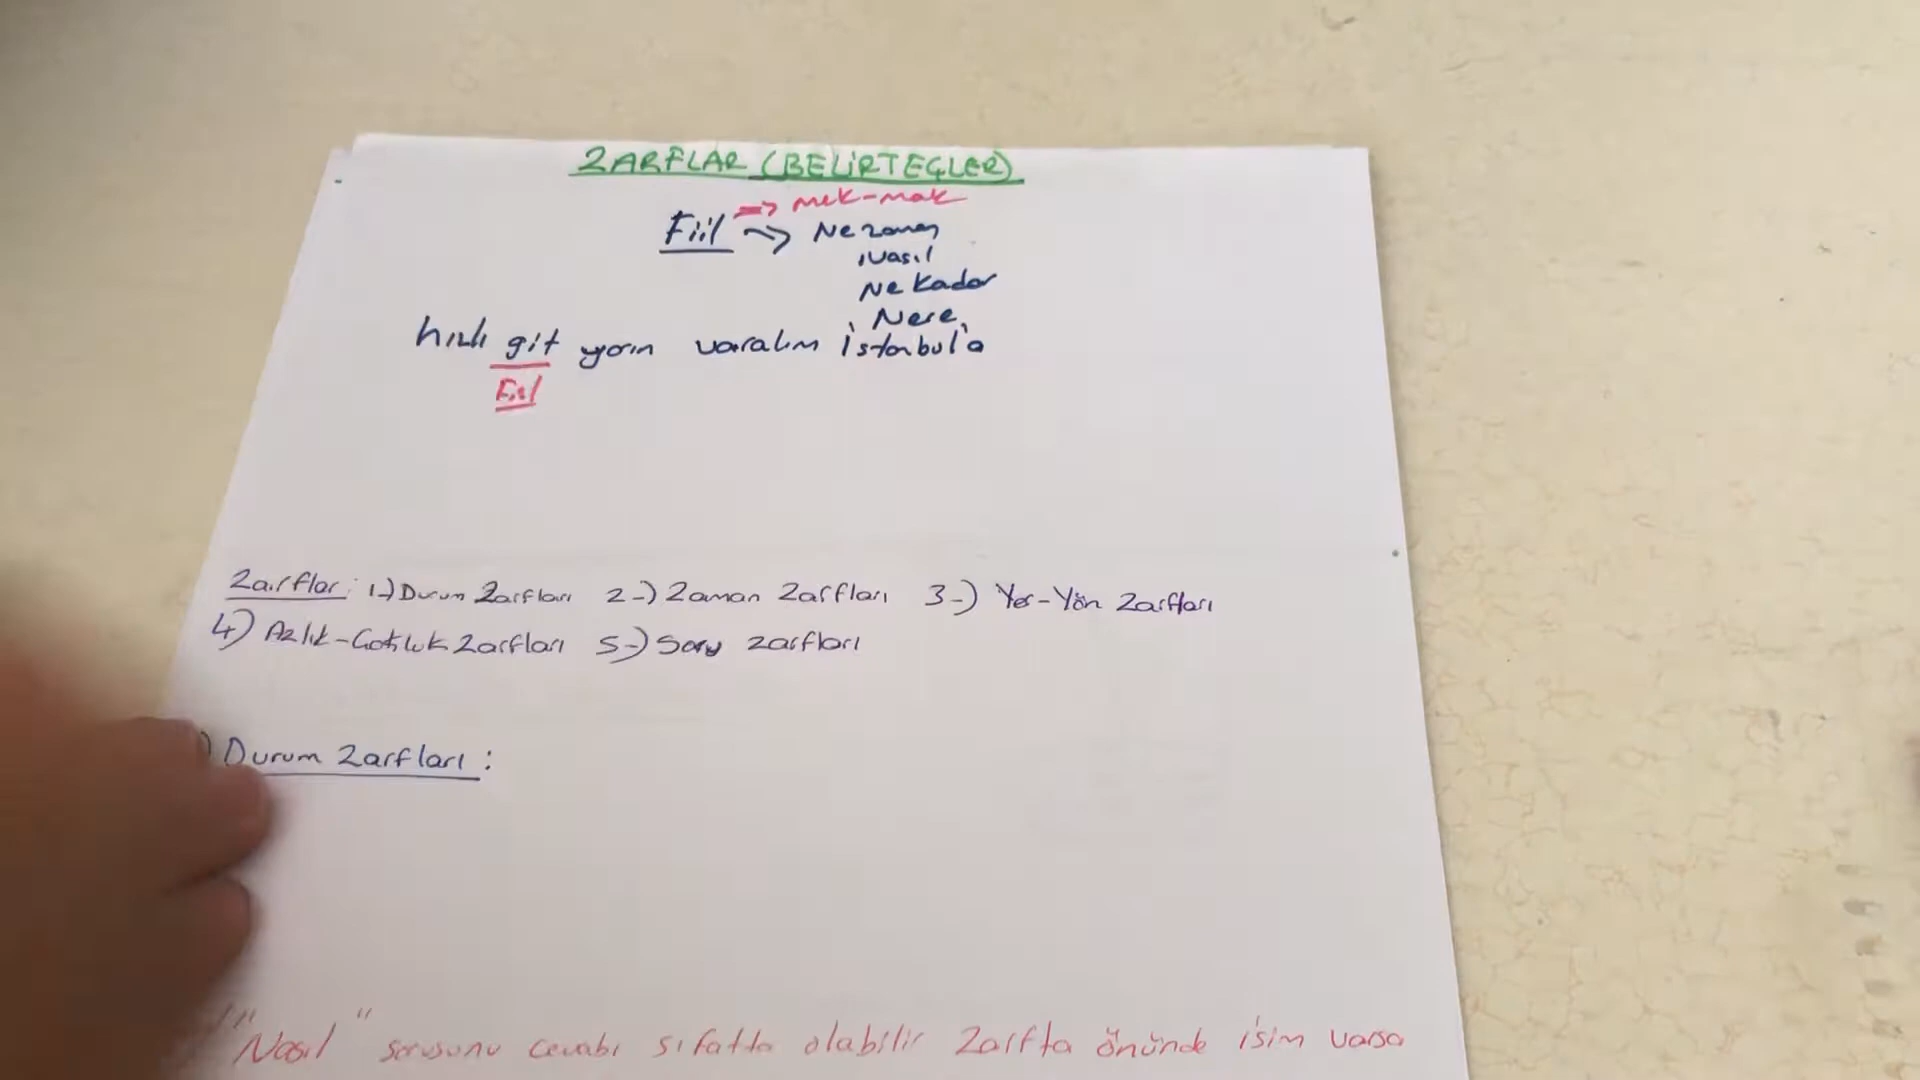 ZARFLAR (BELİRTEÇLER)
=> mek-mak
Fiil => Ne zaman
Nasıl
Ne kadar
Nere
hızlı git yarın varalım İstanbul'a
Fiil
Zarflar: 1-) Durum Zarfları 2-) Zaman Zarfları 3-) Yer-Yön Zarfları
4-) Azlık-Çokluk Zarfları 5-) Soru zarfları
) Durum Zarfları:
"Nasıl" sorusunu cevabı sıfatta olabilir Zarfta önünde isim varsa